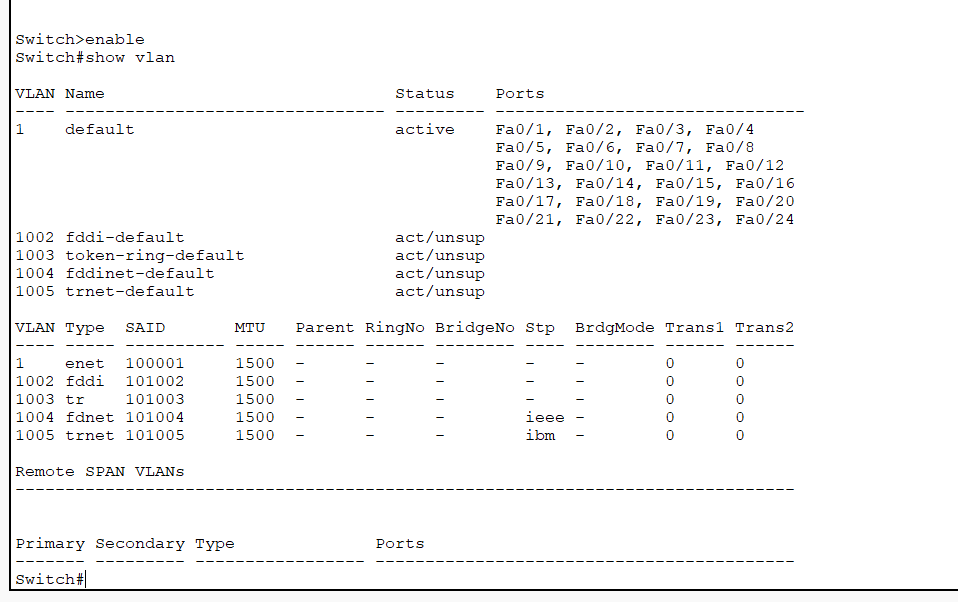 Switch>enable
Switch#show vlan
VLAN Name                             Status    Ports
---- -------------------------------- --------- -------------------------------
1    default                          active    Fa0/1, Fa0/2, Fa0/3, Fa0/4
                                                Fa0/5, Fa0/6, Fa0/7, Fa0/8
                                                Fa0/9, Fa0/10, Fa0/11, Fa0/12
                                                Fa0/13, Fa0/14, Fa0/15, Fa0/16
                                                Fa0/17, Fa0/18, Fa0/19, Fa0/20
                                                Fa0/21, Fa0/22, Fa0/23, Fa0/24
1002 fddi-default                     act/unsup
1003 token-ring-default               act/unsup
1004 fddinet-default                  act/unsup
1005 trnet-default                    act/unsup
VLAN Type  SAID       MTU   Parent RingNo BridgeNo Stp  BrdgMode Trans1 Trans2
---- ----- ---------- ----- ------ ------ -------- ---- -------- ------ ------
1    enet  100001     1500  -      -      -        -    -        0      0
1002 fddi  101002     1500  -      -      -        -    -        0      0
1003 tr    101003     1500  -      -      -        -    -        0      0
1004 fdnet 101004     1500  -      -      -        ieee -        0      0
1005 trnet 101005     1500  -      -      -        ibm  -        0      0
Remote SPAN VLANs
------------------------------------------------------------------------------
Primary Secondary Type              Ports
------- --------- ----------------- ------------------------------------------
Switch#